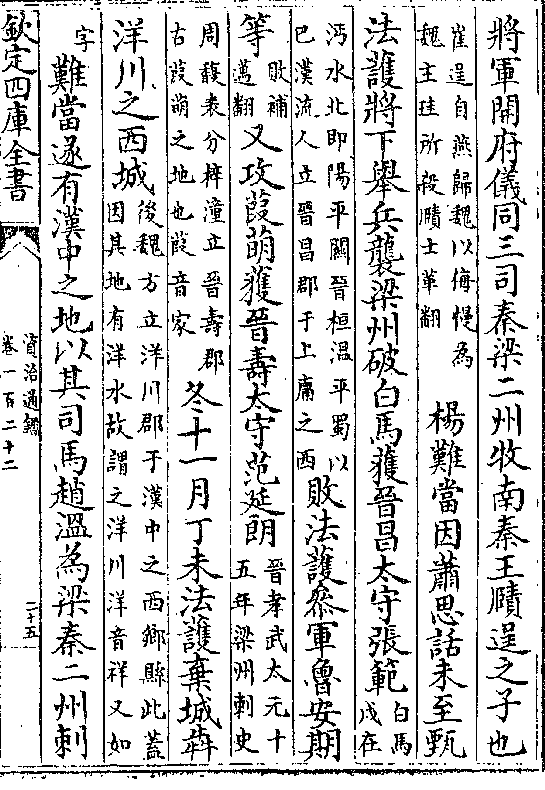 將軍開府儀同三司秦梁二州牧南秦王賾逞之子也
崔逞自燕歸魏以侮慢為
魏主珪所殺賾士革翻
楊難當因蕭思話未至甄
法護將下舉兵襲梁州破白馬獲晉昌太守張範
白馬
戍在
沔水北即陽平關晉桓溫平蜀以
巴漢流人立晉昌郡于上庸之西
敗法護參軍魯安期
等
敗補
邁翻
又攻葭萌獲晉壽太守范延朗
晉孝武太元十
五年梁州刺史
周馥表分梓潼立晉壽郡
古葭萌之地也葭音家
冬十一月丁未法護棄城犇
洋川之西城
後魏方立洋川郡于漢中之西鄉縣此蓋
因其地有洋水故謂之洋川洋音祥又如
字
難當遂有漢中之地以其司馬趙溫為梁秦二州刺
欽定四庫全書
資治通鑑
卷一百二十二
二十五